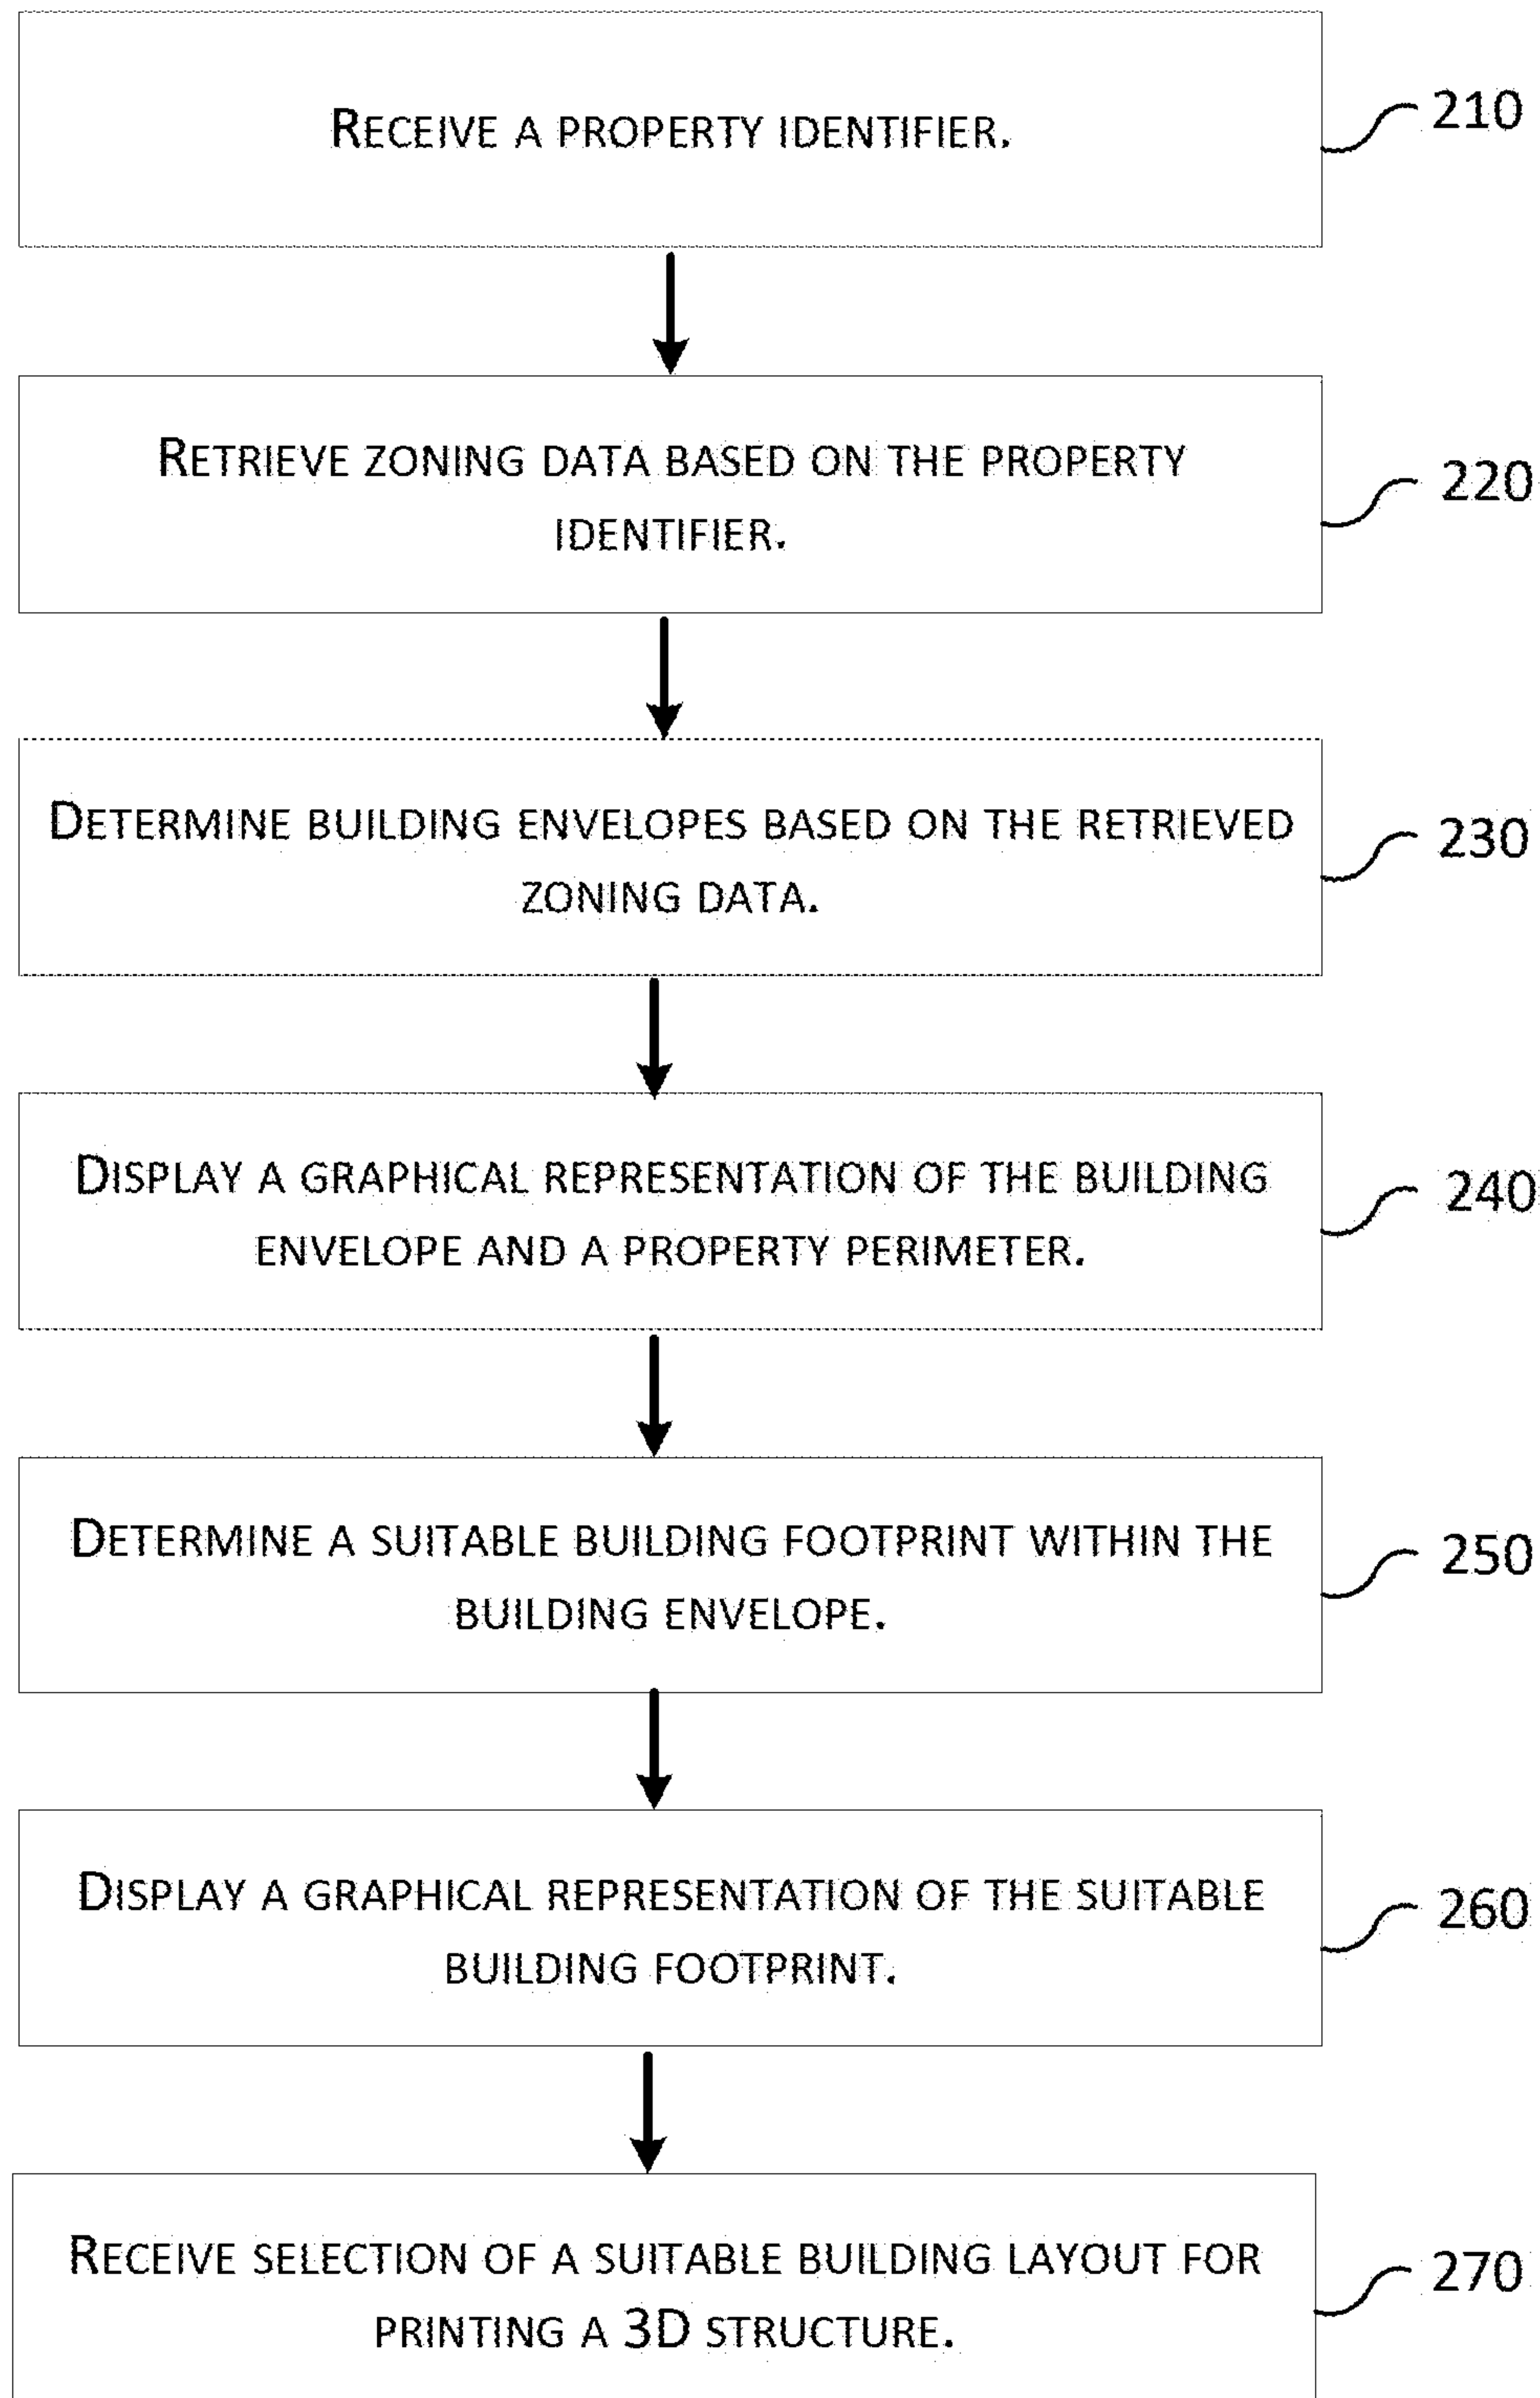 RECEIVE A PROPERTY IDENTIFIER.
210
RETRIEVE ZONING DATA BASED ON THE PROPERTY
IDENTIFIER.
220
DETERMINE BUILDING ENVELOPES BASED ON THE RETRIEVED
ZONING DATA.
230
DISPLAY A GRAPHICAL REPRESENTATION OF THE BUILDING
ENVELOPE AND A PROPERTY PERIMETER.
240
DETERMINE A SUITABLE BUILDING FOOTPRINT WITHIN THE
BUILDING ENVELOPE.
250
DISPLAY A GRAPHICAL REPRESENTATION OF THE SUITABLE
BUILDING FOOTPRINT.
260
RECEIVE SELECTION OF A SUITABLE BUILDING LAYOUT FOR
PRINTING A 3D STRUCTURE.
270